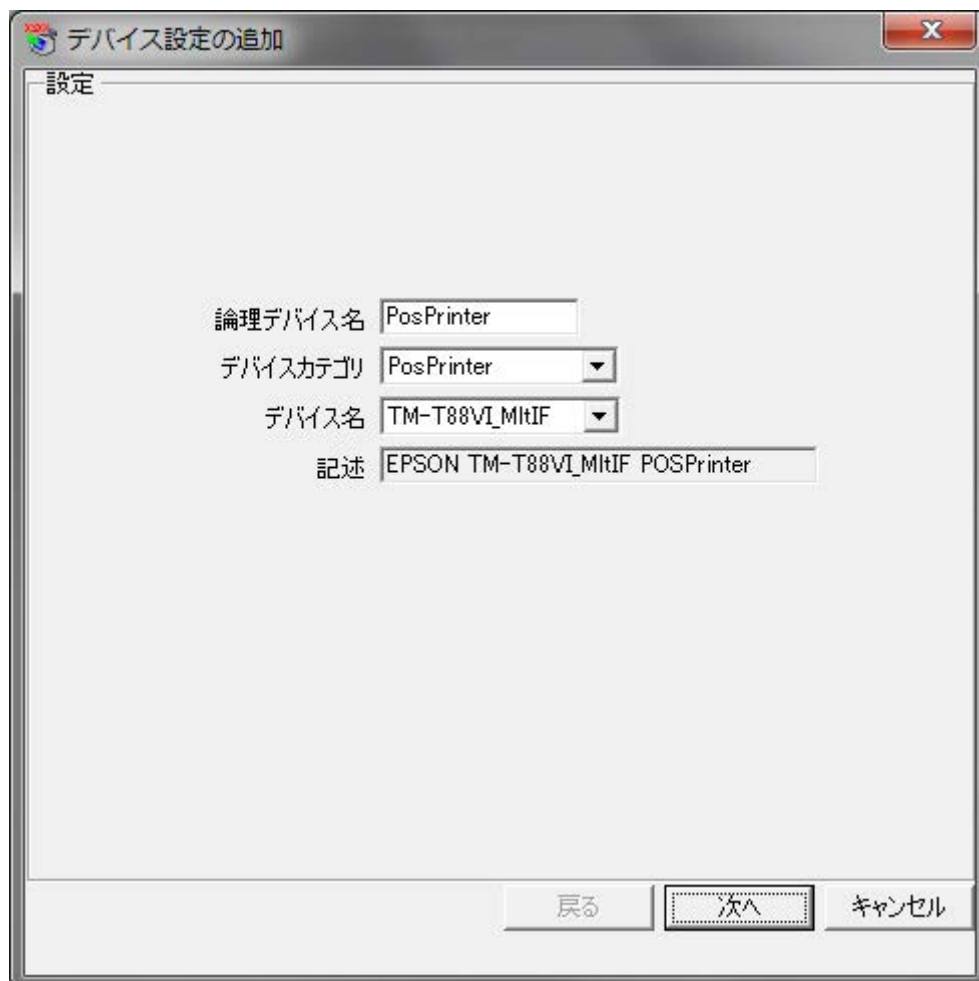 デバイス設定の追加
設定
論理デバイス名 PosPrinter
デバイスカテゴリ PosPrinter
デバイス名 TM-T88VI_MltIF
記述 EPSON TM-T88VI_MltIF POSPrinter
戻る 次へ キャンセル